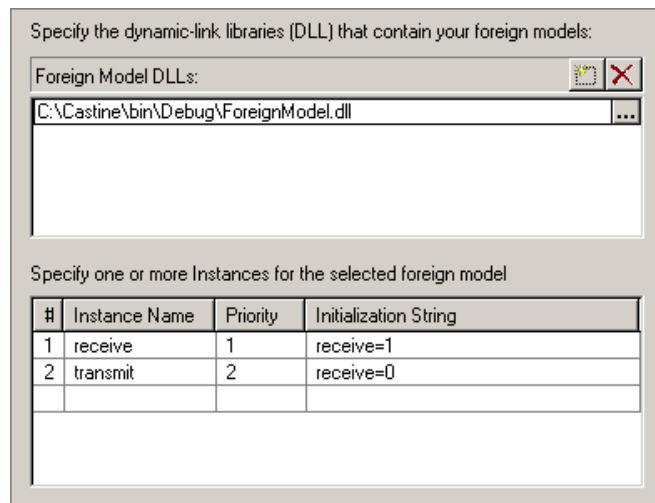 Specify the dynamic-link libraries (DLL) that contain your foreign models:
Foreign Model DLLs:
C:\Castine\bin\Debug\ForeignModel.dll ...
Specify one or more Instances for the selected foreign model
# Instance Name Priority Initialization String
1 receive 1 receive=1
2 transmit 2 receive=0